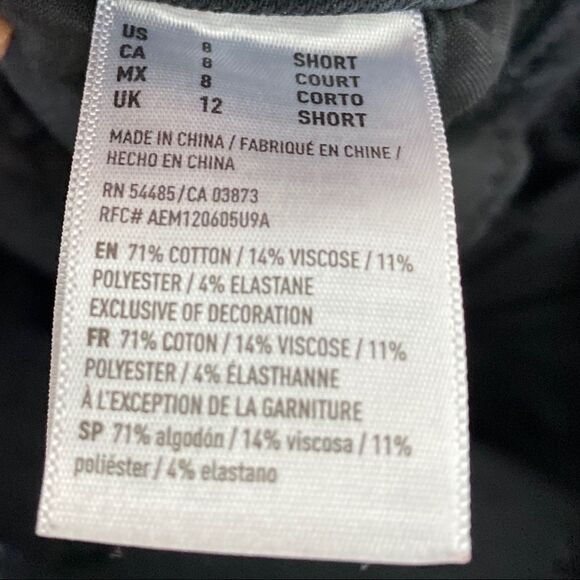 US 8 SHORT
CA 8 COURT
MX 8 CORTO
UK 12 SHORT
MADE IN CHINA / FABRIQUÉ EN CHINE /
HECHO EN CHINA
RN 54485/CA 03873
RFC# AEM120605U9A
EN 71% COTTON / 14% VISCOSE / 11%
POLYESTER / 4% ELASTANE
EXCLUSIVE OF DECORATION
FR 71% COTON / 14% VISCOSE / 11%
POLYESTER / 4% ÉLASTHANNE
À L'EXCEPTION DE LA GARNITURE
SP 71% algodón / 14% viscosa / 11%
poliéster / 4% elastano